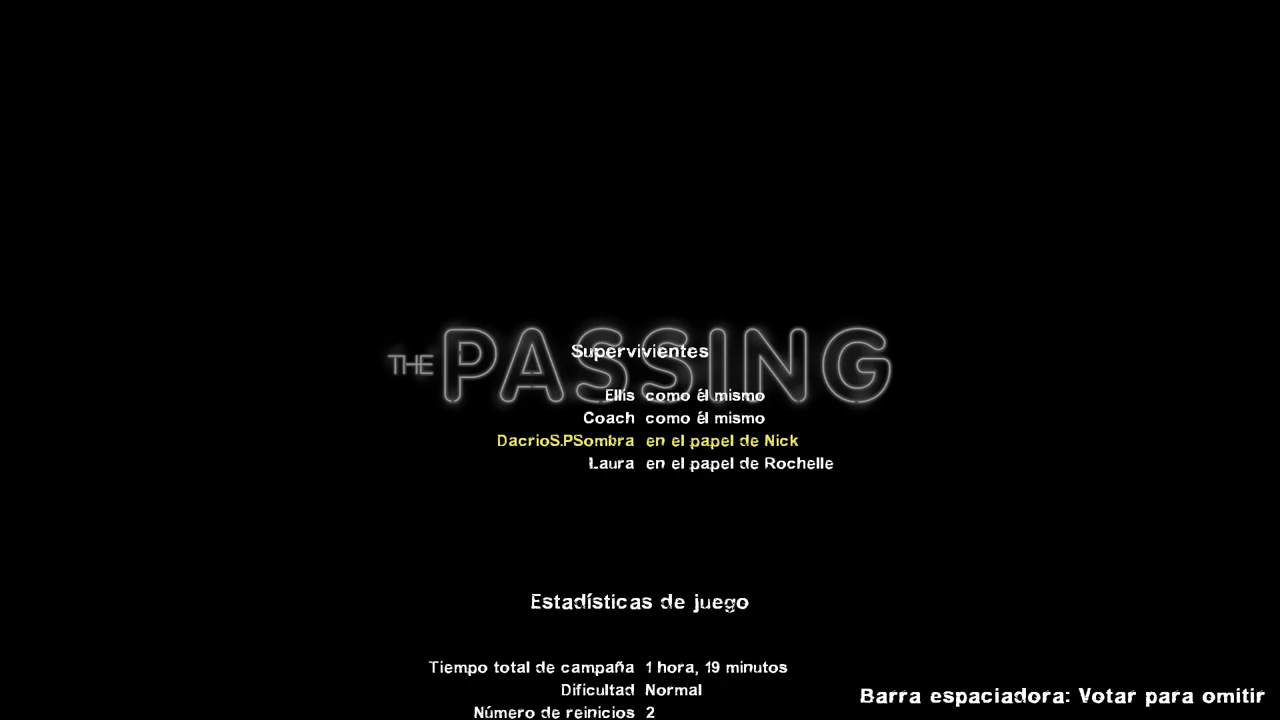 THE PASSING
Supervivientes
Ellis como él mismo
Coach como él mismo
DacrioS.PSombra en el papel de Nick
Laura en el papel de Rochelle
Estadísticas de juego
Tiempo total de campaña 1 hora, 19 minutos
Dificultad Normal
Número de reinicios 2
Barra espaciadora: Votar para omitir